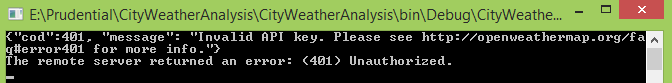 E:\Prudential\CityWeatherAnalysis\CityWeatherAnalysis\bin\Debug\CityWeathe...
{"cod":401, "message": "Invalid API key. Please see http://openweathermap.org/fa
q#error401 for more info."}
The remote server returned an error: (401) Unauthorized.